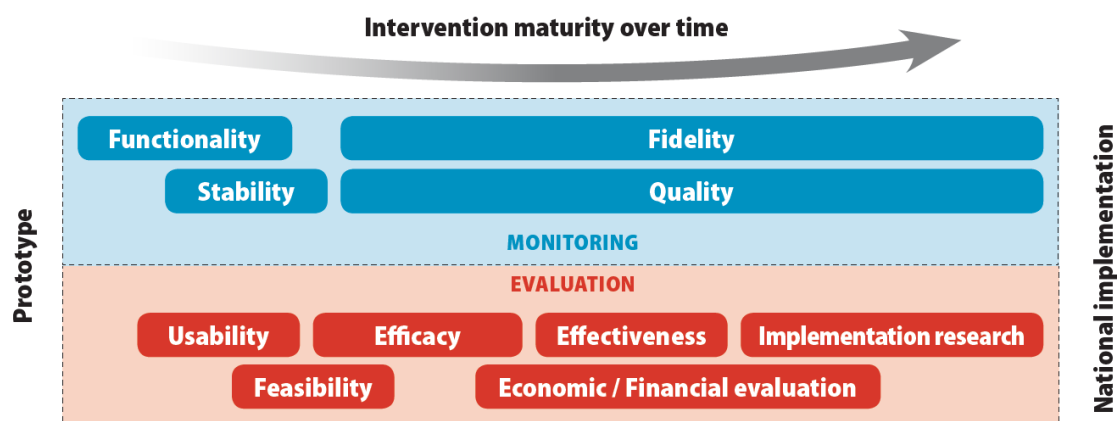 Intervention maturity over time
Prototype
Functionality
Fidelity
Stability
Quality
MONITORING
EVALUATION
Usability
Efficacy
Effectiveness
Implementation research
Feasibility
Economic / Financial evaluation
National implementation